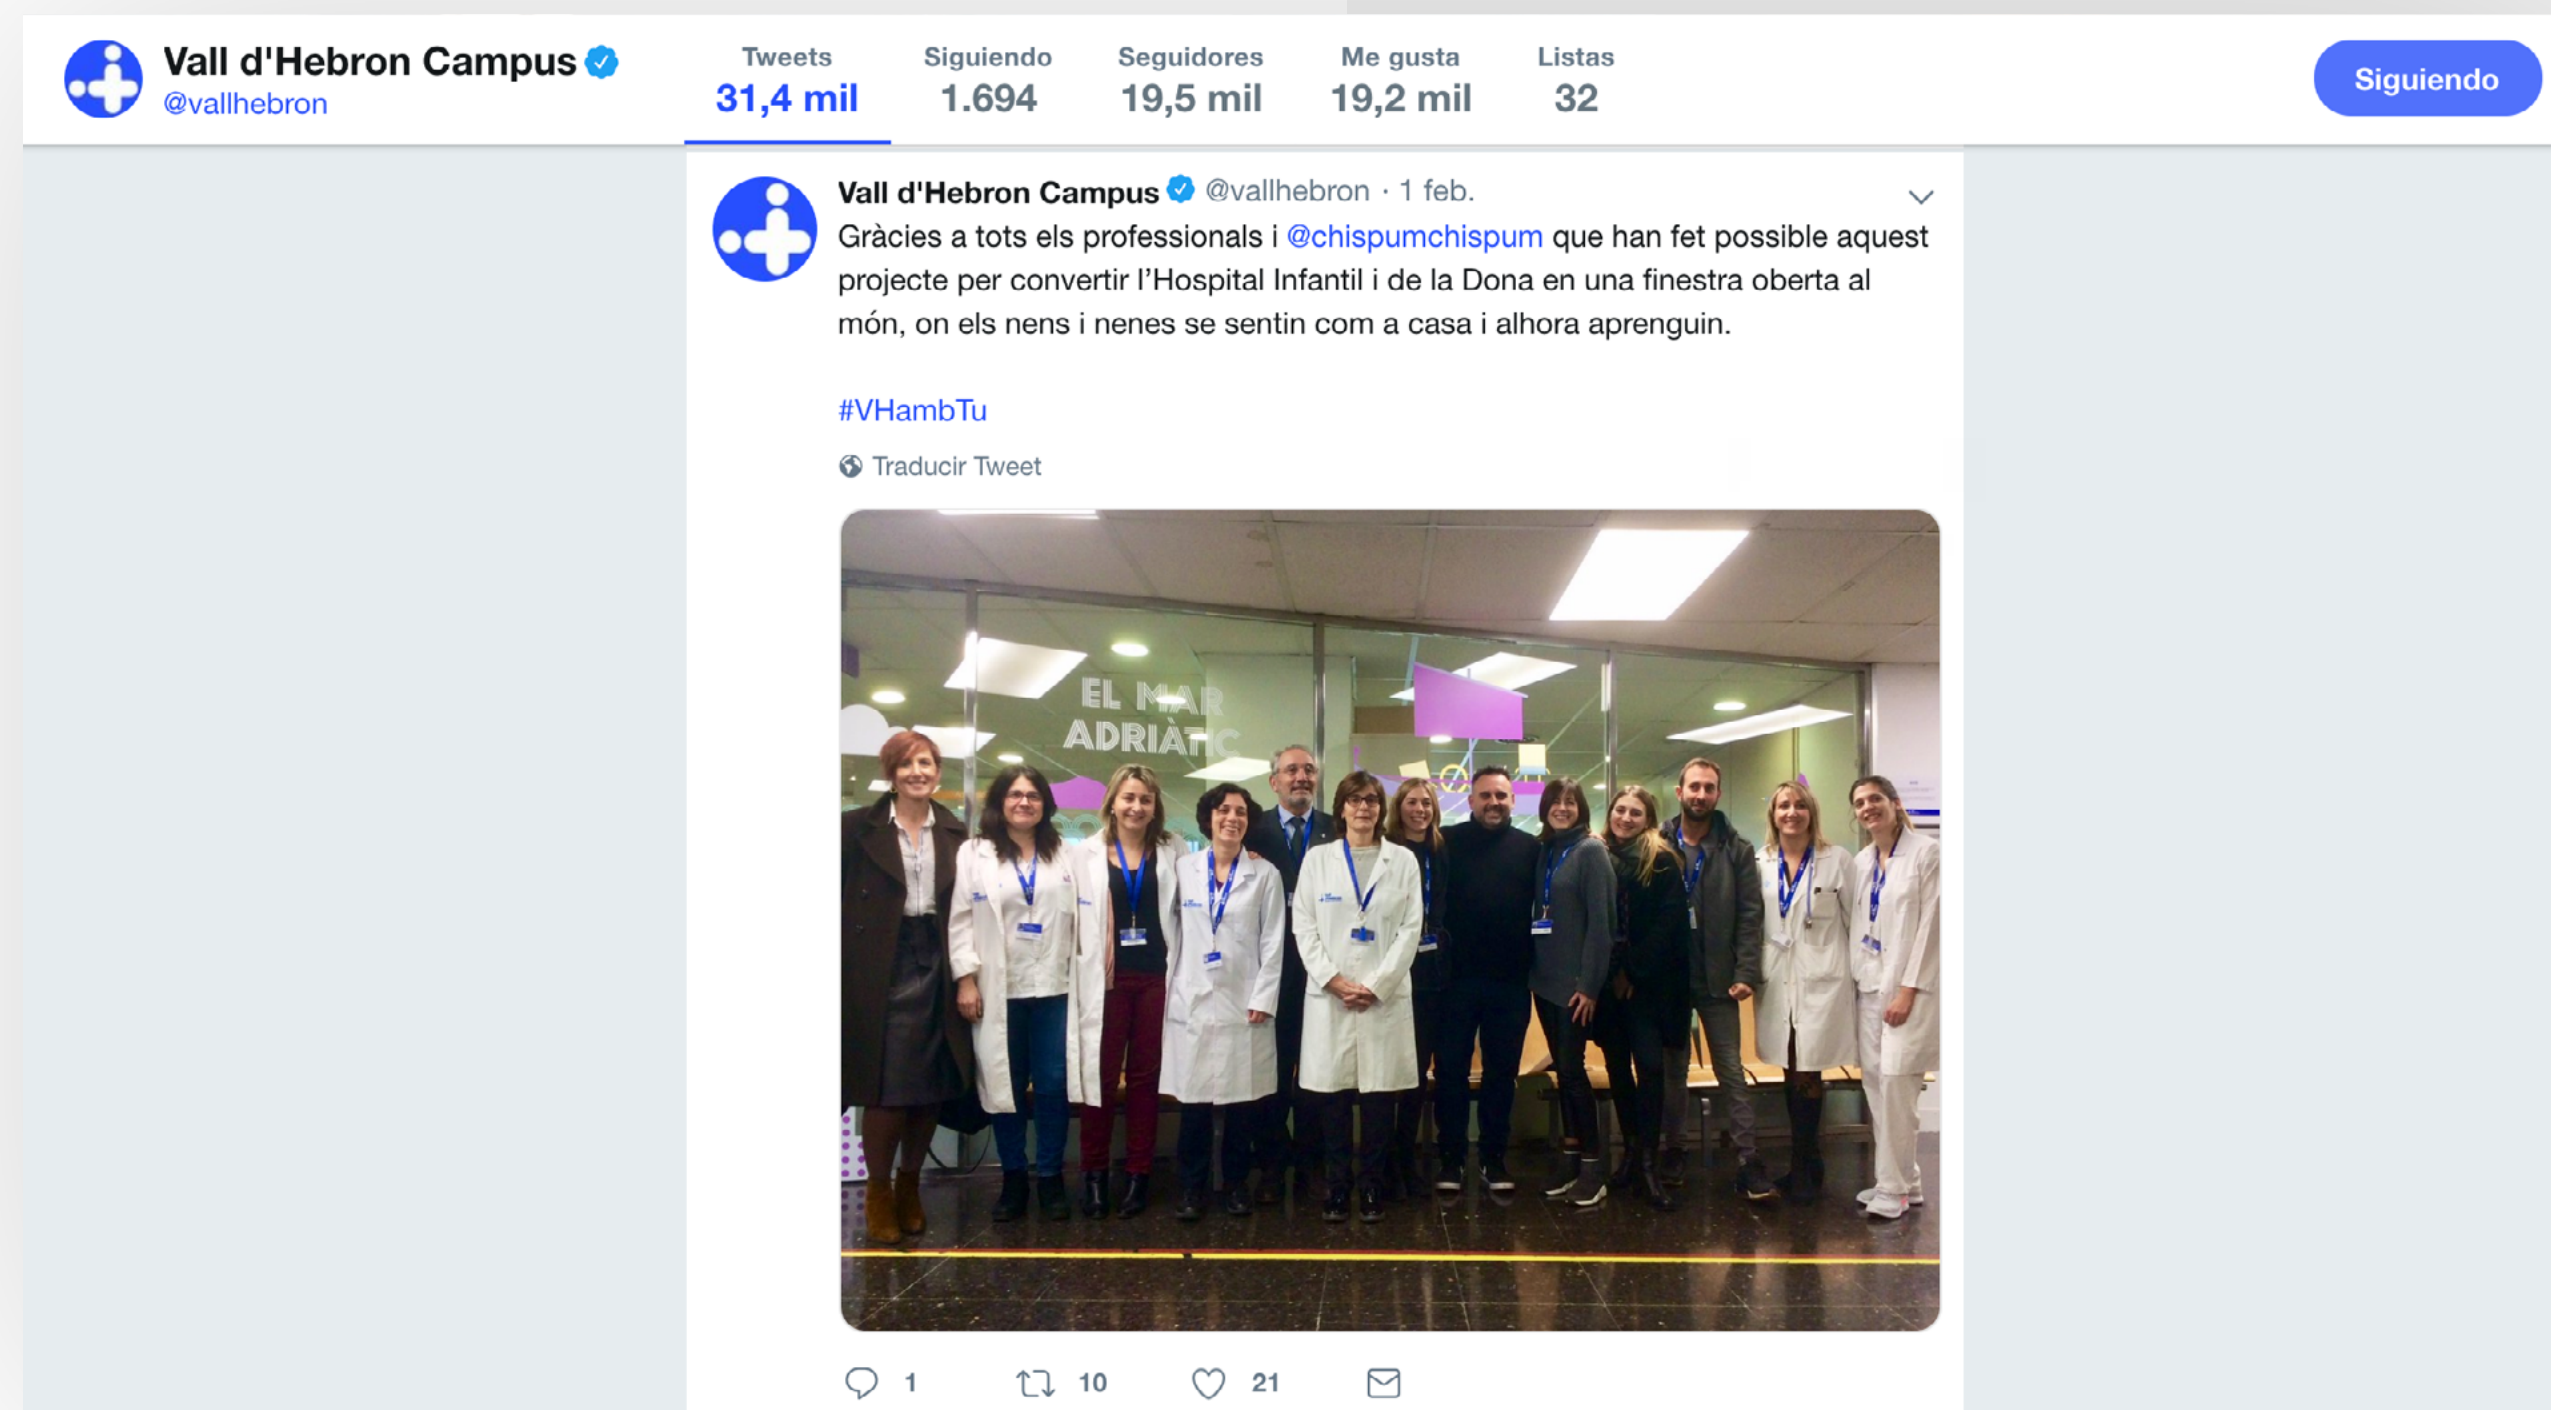 Vall d'Hebron Campus
@vallhebron
Tweets
31,4 mil
Siguiendo
1.694
Seguidores
19,5 mil
Me gusta
19,2 mil
Listas
32
Siguiendo
Vall d'Hebron Campus @vallhebron · 1 feb.
Gràcies a tots els professionals i @chispumchispum que han fet possible aquest
projecte per convertir l’Hospital Infantil i de la Dona en una finestra oberta al
món, on els nens i nenes se sentin com a casa i alhora aprenguin.
#VHambTu
Traducir Tweet
EL MAR
ADRIÀTIC
1
10
21